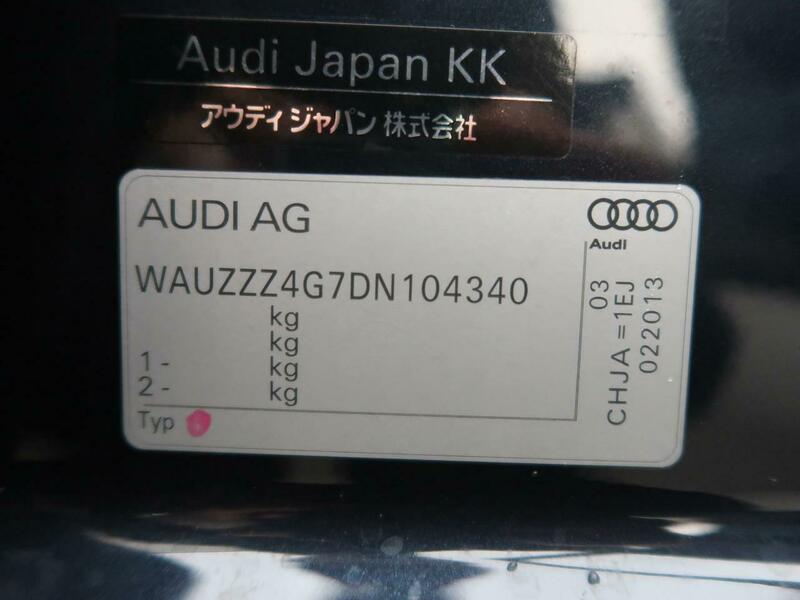 Audi Japan KK
アウディ ジャパン 株式会社
AUDI AG
Audi
WAUZZZ4G7DN104340
kg
kg
1 - kg
2 - kg
Typ
03
CHJA =1EJ
022013